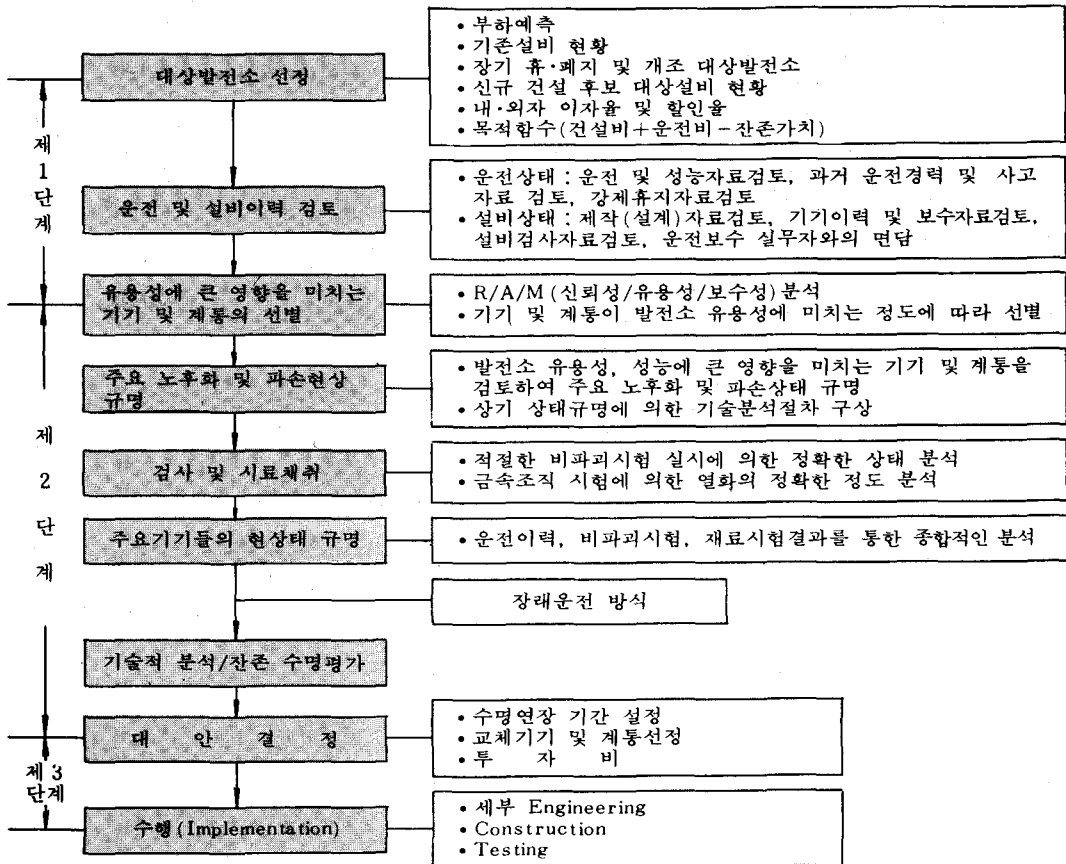 • 부하예측
• 기존설비 현황
• 장기 휴·폐지 및 개조 대상발전소
• 신규 건설 후보 대상설비 현황
• 내·외자 이자율 및 할인율
• 목적함수(건설비+운전비-잔존가치)
대상발전소 선정
제1단계
• 운전상태 : 운전 및 성능자료검토, 과거 운전경력 및 사고
자료 검토, 강제휴지자료검토
• 설비상태 : 제작(설계)자료검토, 기기이력 및 보수자료검토,
설비검사자료검토, 운전보수 실무자와의 면담
운전 및 설비이력 검토
유용성에 큰 영향을 미치는
기기 및 계통의 선별
• R/A/M(신뢰성/유용성/보수성)분석
• 기기 및 계통이 발전소 유용성에 미치는 정도에 따라 선별
제2단계
주요 노후화 및 파손현상
규명
• 발전소 유용성, 성능에 큰 영향을 미치는 기기 및 계통을
검토하여 주요 노후화 및 파손상태 규명
• 상기 상태규명에 의한 기술분석절차 구상
검사 및 시료채취
• 적절한 비파괴시험 실시에 의한 정확한 상태 분석
• 금속조직 시험에 의한 열화의 정확한 정도 분석
주요기기들의 현상태 규명
• 운전이력, 비파괴시험, 재료시험결과를 통한 종합적인 분석
장래운전 방식
기술적 분석/잔존 수명평가
대 안 결 정
• 수명연장 기간 설정
• 교체기기 및 계통선정
• 투 자 비
제3
단계
수행(Implementation)
• 세부 Engineering
• Construction
• Testing